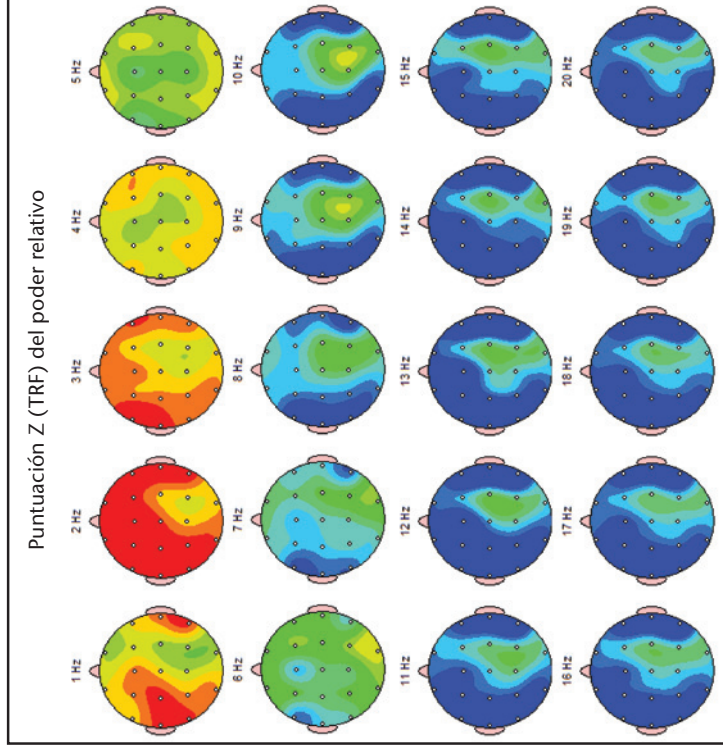 Puntuación Z (TRF) del poder relativo
1 Hz
2 Hz
3 Hz
4 Hz
5 Hz
6 Hz
7 Hz
8 Hz
9 Hz
10 Hz
11 Hz
12 Hz
13 Hz
14 Hz
15 Hz
16 Hz
17 Hz
18 Hz
19 Hz
20 Hz